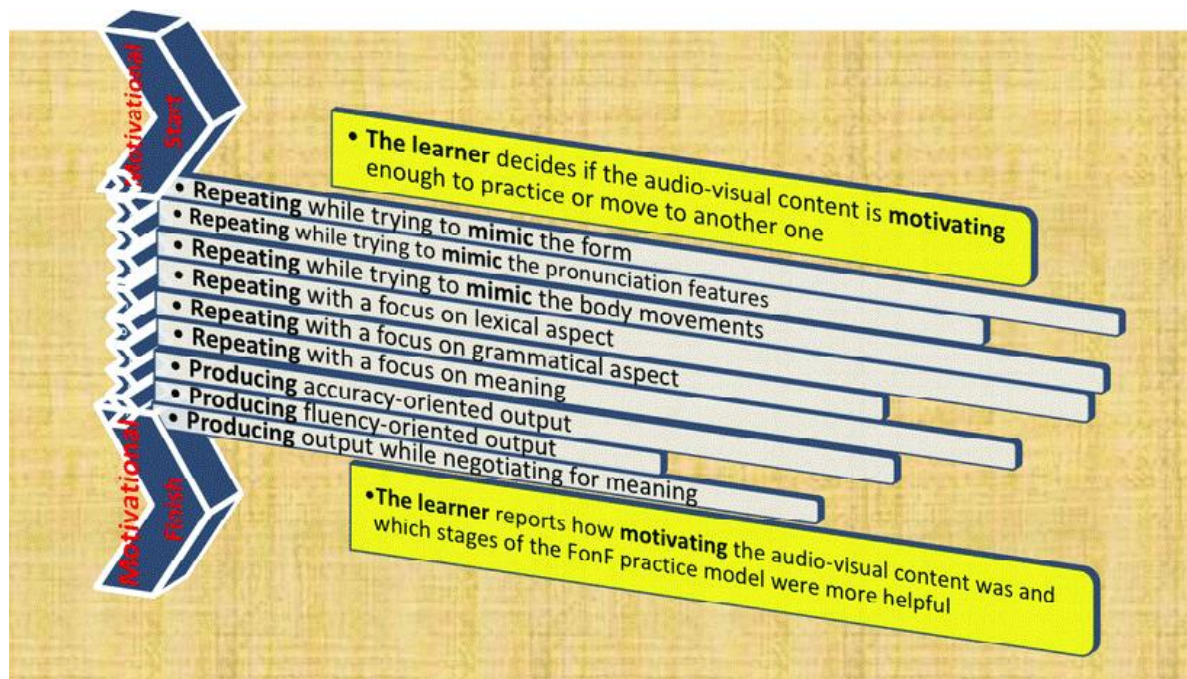 Motivational
Start
• The learner decides if the audio-visual content is motivating
enough to practice or move to another one
• Repeating while trying to mimic the form
• Repeating while trying to mimic the pronunciation features
• Repeating while trying to mimic the body movements
• Repeating with a focus on lexical aspect
• Repeating with a focus on grammatical aspect
• Repeating with a focus on meaning
• Producing accuracy-oriented output
• Producing fluency-oriented output
• Producing output while negotiating for meaning
Motivational
Finish
•The learner reports how motivating the audio-visual content was and
which stages of the FonF practice model were more helpful